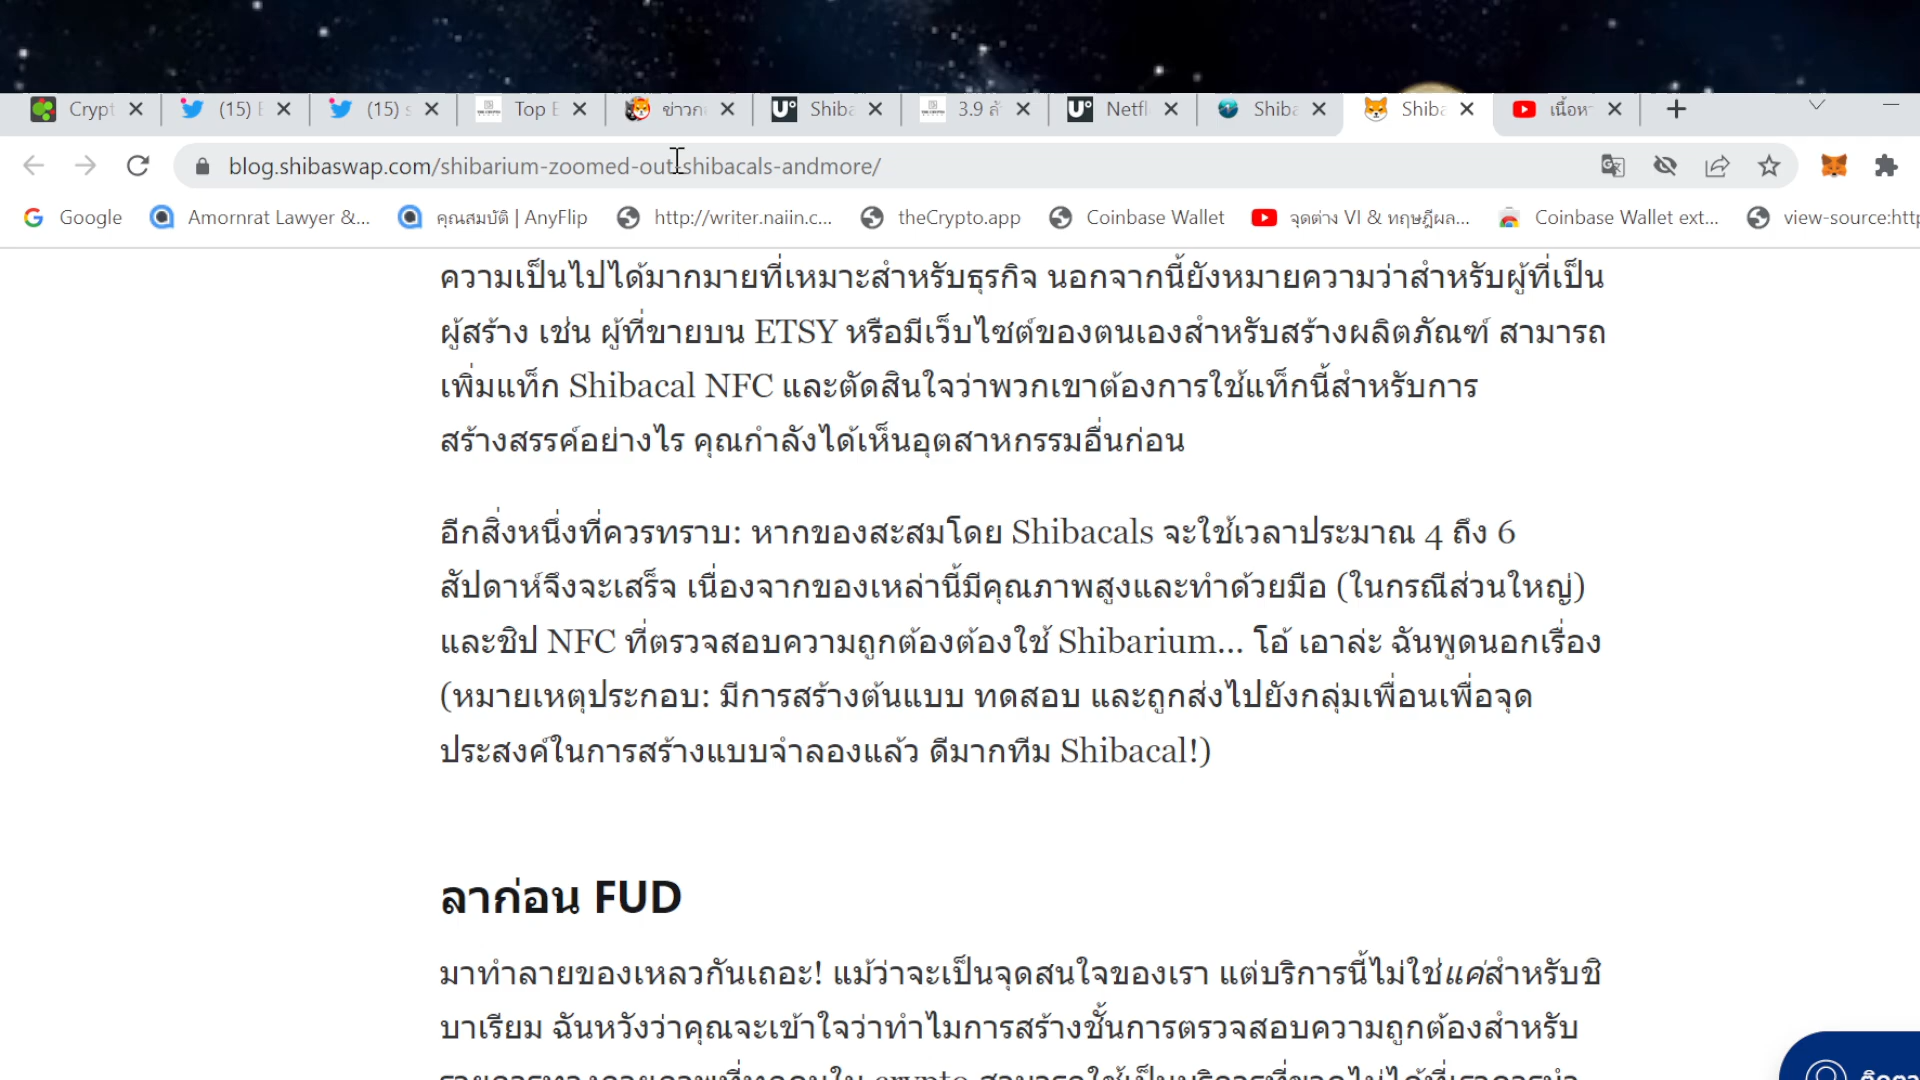 Crypt
(15) E
(15) s
Top E
ข่าวก
Shiba
3.9 ล้
Netfl
Shiba
Shiba
เนื้อห
blog.shibaswap.com/shibarium-zoomed-out-shibacals-andmore/
Google
Amornrat Lawyer &...
คุณสมบัติ | AnyFlip
http://writer.naiin.c...
theCrypto.app
Coinbase Wallet
จุดต่าง VI & ทฤษฎีผล...
Coinbase Wallet ext...
view-source:http
ความเป็นไปได้มากมายที่เหมาะสำหรับธุรกิจ นอกจากนี้ยังหมายความว่าสำหรับผู้ที่เป็น
ผู้สร้าง เช่น ผู้ที่ขายบน ETSY หรือมีเว็บไซต์ของตนเองสำหรับสร้างผลิตภัณฑ์ สามารถ
เพิ่มแท็ก Shibacal NFC และตัดสินใจว่าพวกเขาต้องการใช้แท็กนี้สำหรับการ
สร้างสรรค์อย่างไร คุณกำลังได้เห็นอุตสาหกรรมอื่นก่อน
อีกสิ่งหนึ่งที่ควรทราบ: หากของสะสมโดย Shibacals จะใช้เวลาประมาณ 4 ถึง 6
สัปดาห์จึงจะเสร็จ เนื่องจากของเหล่านี้มีคุณภาพสูงและทำด้วยมือ (ในกรณีส่วนใหญ่)
และชิป NFC ที่ตรวจสอบความถูกต้องต้องใช้ Shibarium... โอ้ เอาล่ะ ฉันพูดนอกเรื่อง
(หมายเหตุประกอบ: มีการสร้างต้นแบบ ทดสอบ และถูกส่งไปยังกลุ่มเพื่อนเพื่อจุด
ประสงค์ในการสร้างแบบจำลองแล้ว ดีมากทีม Shibacal!)
ลาก่อน FUD
มาทำลายของเหลวกันเถอะ! แม้ว่าจะเป็นจุดสนใจของเรา แต่บริการนี้ไม่ใช่แค่สำหรับชิ
บาเรียม ฉันหวังว่าคุณจะเข้าใจว่าทำไมการสร้างชั้นการตรวจสอบความถูกต้องสำหรับ